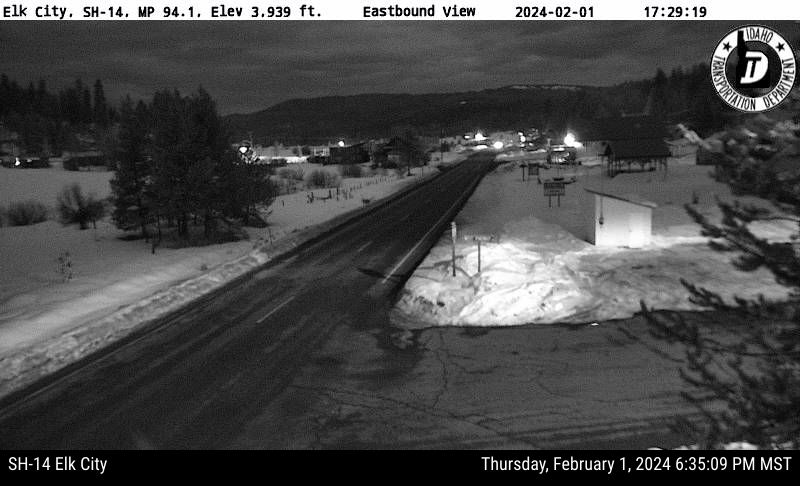 Elk City, SH-14, MP 94.1, Elev 3,939 ft. Eastbound View 2024-02-01 17:29:19
IDAHO
TRANSPORTATION DEPARTMENT
SH-14 Elk City
Thursday, February 1, 2024 6:35:09 PM MST